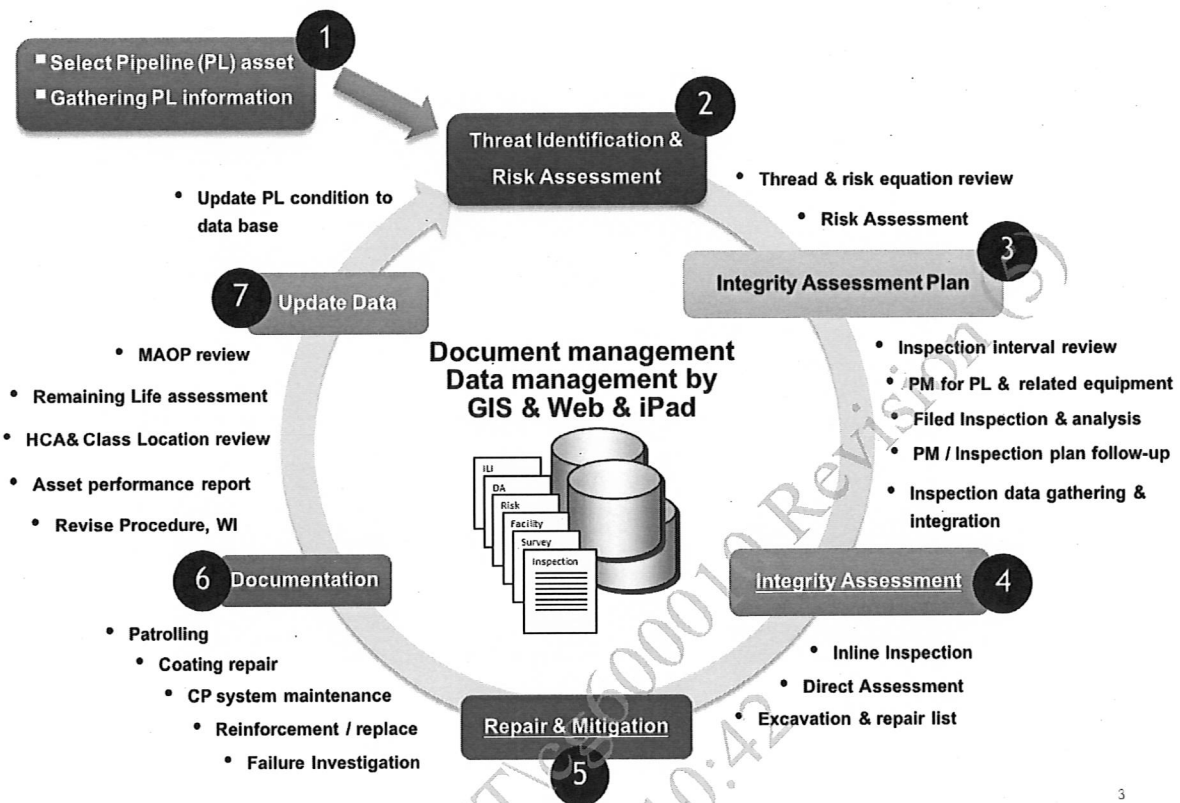 1
▪ Select Pipeline (PL) asset
▪ Gathering PL information
2
Threat Identification &
Risk Assessment
• Thread & risk equation review
• Risk Assessment
3
Integrity Assessment Plan
• Inspection interval review
• PM for PL & related equipment
• Filed Inspection & analysis
• PM / Inspection plan follow-up
• Inspection data gathering &
integration
Integrity Assessment
4
• Inline Inspection
• Direct Assessment
• Excavation & repair list
Repair & Mitigation
5
• Patrolling
• Coating repair
• CP system maintenance
• Reinforcement / replace
• Failure Investigation
6
Documentation
• MAOP review
• Remaining Life assessment
• HCA& Class Location review
• Asset performance report
• Revise Procedure, WI
7
Update Data
• Update PL condition to
data base
Document management
Data management by
GIS & Web & iPad
ILI
DA
Risk
Facility
Survey
Inspection
600010 Revision (5)
10:42
3